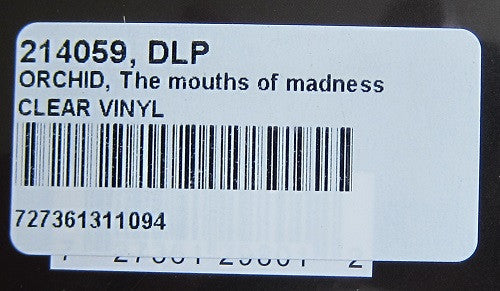 214059, DLP
ORCHID, The mouths of madness
CLEAR VINYL
727361311094